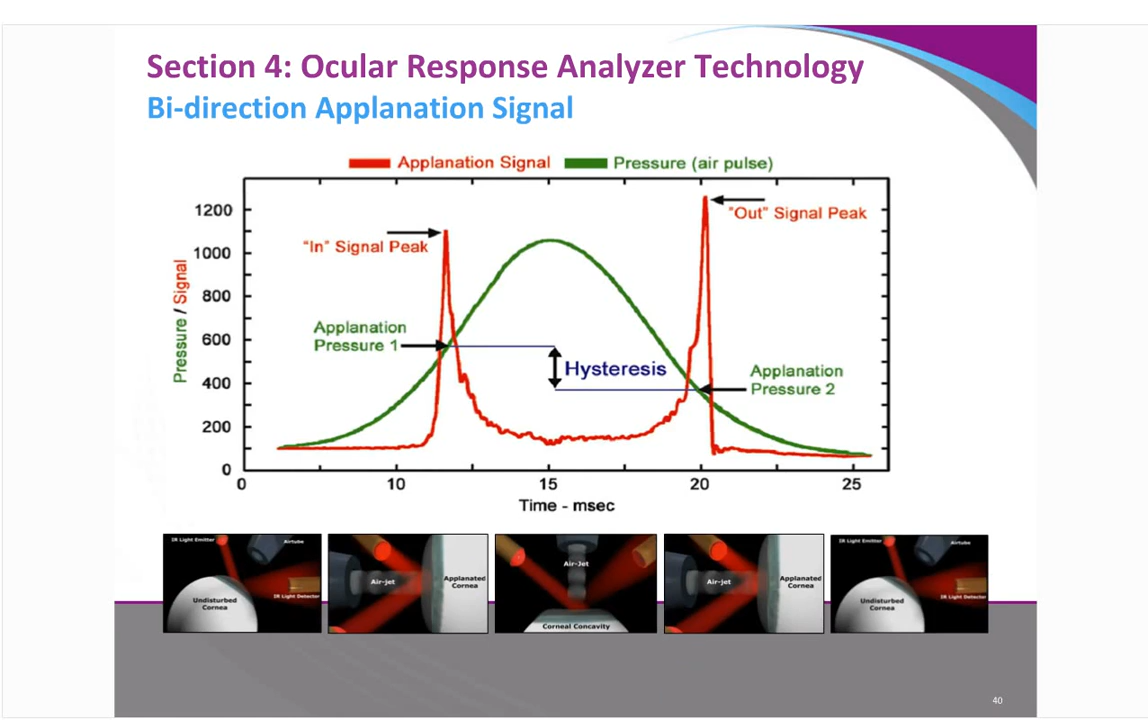 Section 4: Ocular Response Analyzer Technology
Bi-direction Applanation Signal
Applanation Signal
Pressure (air pulse)
1200
1000
800
600
400
200
0
Pressure / Signal
"In" Signal Peak
"Out" Signal Peak
Applanation
Pressure 1
Hysteresis
Applanation
Pressure 2
0
10
15
20
25
Time - msec
IR Light Emitter
Airtube
Undisturbed
Cornea
IR Light Detector
Air-jet
Applanated
Cornea
Air-Jet
Corneal Concavity
Air-jet
Applanated
Cornea
IR Light Emitter
Airtube
Undisturbed
Cornea
IR Light Detector
40